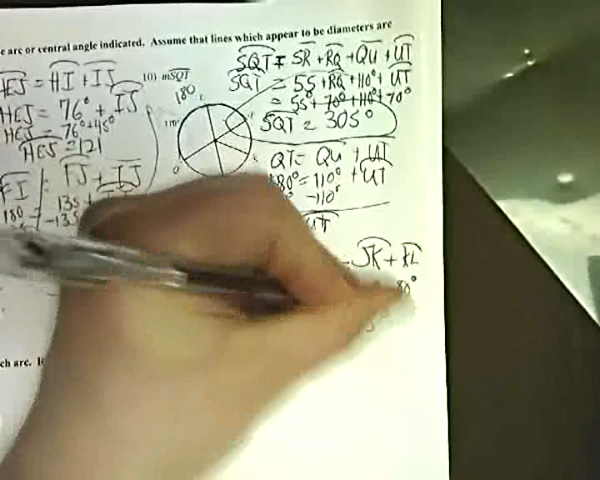 e arc or central angle indicated. Assume that lines which appear to be diameters are
HEJ = HI + IJ
HEJ = 76° + IJ
HEJ = 76° + 45°
HEJ = 121
10) mSQT
180
SQT = SR + RQ + QU + UT
SQT = 55 + RQ + 110° + UT
= 55° + 70° + 110° + 70°
SQT = 305°
QT = QU + UT
180° = 110° + UT
-110°
UT
FI = FJ + IJ
180 = 135
-135
JK + KL
80°
ch arc.